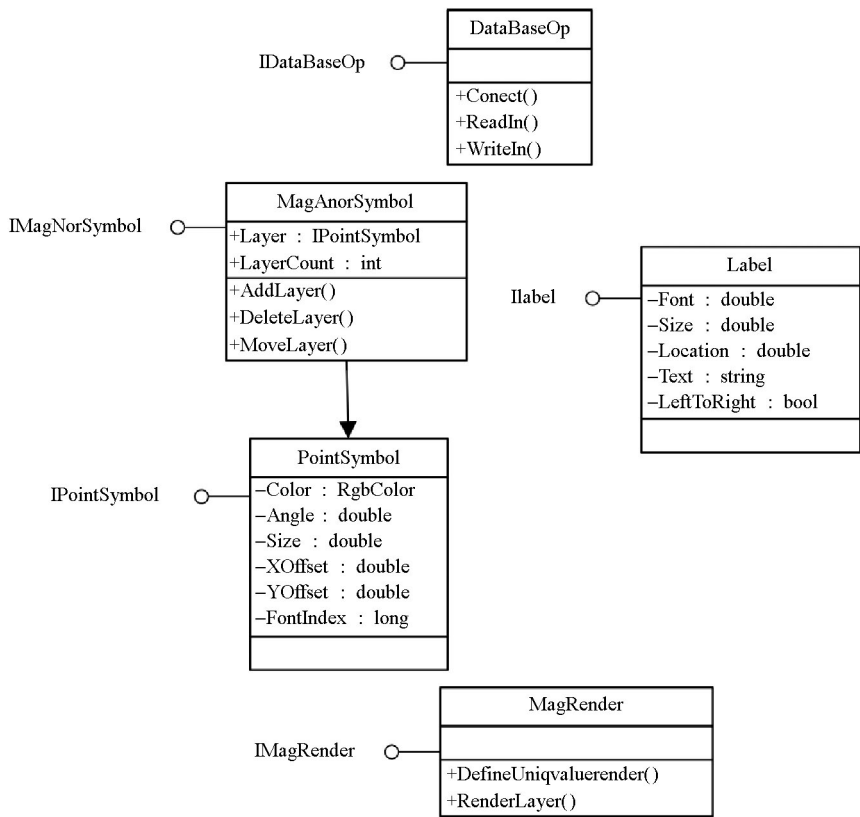 DataBaseOp
IDataBaseOp
+Conect()
+ReadIn()
+WriteIn()
MagAnorSymbol
IMagNorSymbol
+Layer : IPointSymbol
+LayerCount : int
+AddLayer()
+DeleteLayer()
+MoveLayer()
Label
Ilabel
−Font : double
−Size : double
−Location : double
−Text : string
−LeftToRight : bool
PointSymbol
IPointSymbol
−Color : RgbColor
−Angle : double
−Size : double
−XOffset : double
−YOffset : double
−FontIndex : long
MagRender
IMagRender
+DefineUniqvaluerender()
+RenderLayer()